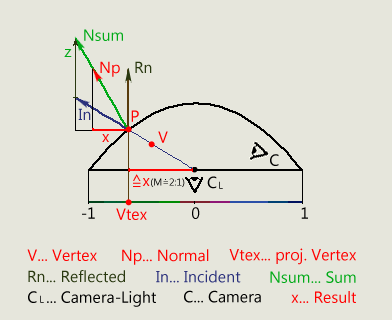 Nsum
z
Np
Rn
In
P
x
V
≙x(M≙2:1)
CL
C
-1
Vtex
0
1
V... Vertex Np... Normal Vtex... proj. Vertex
Rn... Reflected In... Incident Nsum... Sum
CL... Camera-Light C... Camera x... Result